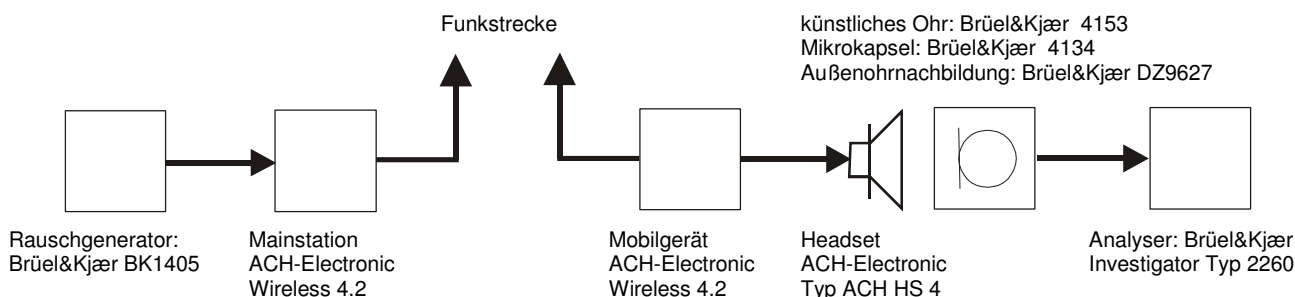 Funkstrecke
künstliches Ohr: Brüel&Kjær 4153
Mikrokapsel: Brüel&Kjær 4134
Außenohrnachbildung: Brüel&Kjær DZ9627
Rauschgenerator:
Brüel&Kjær BK1405
Mainstation
ACH-Electronic
Wireless 4.2
Mobilgerät
ACH-Electronic
Wireless 4.2
Headset
ACH-Electronic
Typ ACH HS 4
Analyser: Brüel&Kjær
Investigator Typ 2260